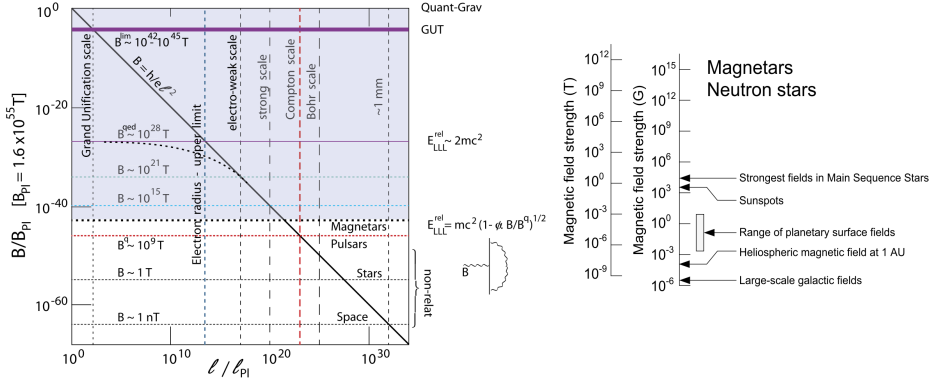 10^0
10^-20
10^-40
10^-60
B/B_Pl [B_Pl = 1.6 x 10^55 T]
Quant-Grav
GUT
B^lim ~ 10^42 - 10^45 T
B = h/eℓ^2
Grand Unification scale
Electron radius - upper limit
electro-weak scale
strong scale
Compton scale
Bohr scale
~1 mm
B^qed ~ 10^28 T
B ~ 10^21 T
B ~ 10^15 T
E^rel_LLL ~ 2mc^2
E^rel_LLL = mc^2 (1- α B/B^q)^1/2
Magnetars
B^q ~ 10^9 T
Pulsars
B ~ 1 T
Stars
B ~ 1 nT
Space
non-relat
B
10^0
10^10
10^20
10^30
ℓ / ℓ_Pl
Magnetic field strength (T)
10^12
10^9
10^6
10^3
10^0
10^-3
10^-6
10^-9
Magnetic field strength (G)
10^15
10^12
10^9
10^6
10^3
10^0
10^-3
10^-6
Magnetars
Neutron stars
Strongest fields in Main Sequence Stars
Sunspots
Range of planetary surface fields
Heliospheric magnetic field at 1 AU
Large-scale galactic fields